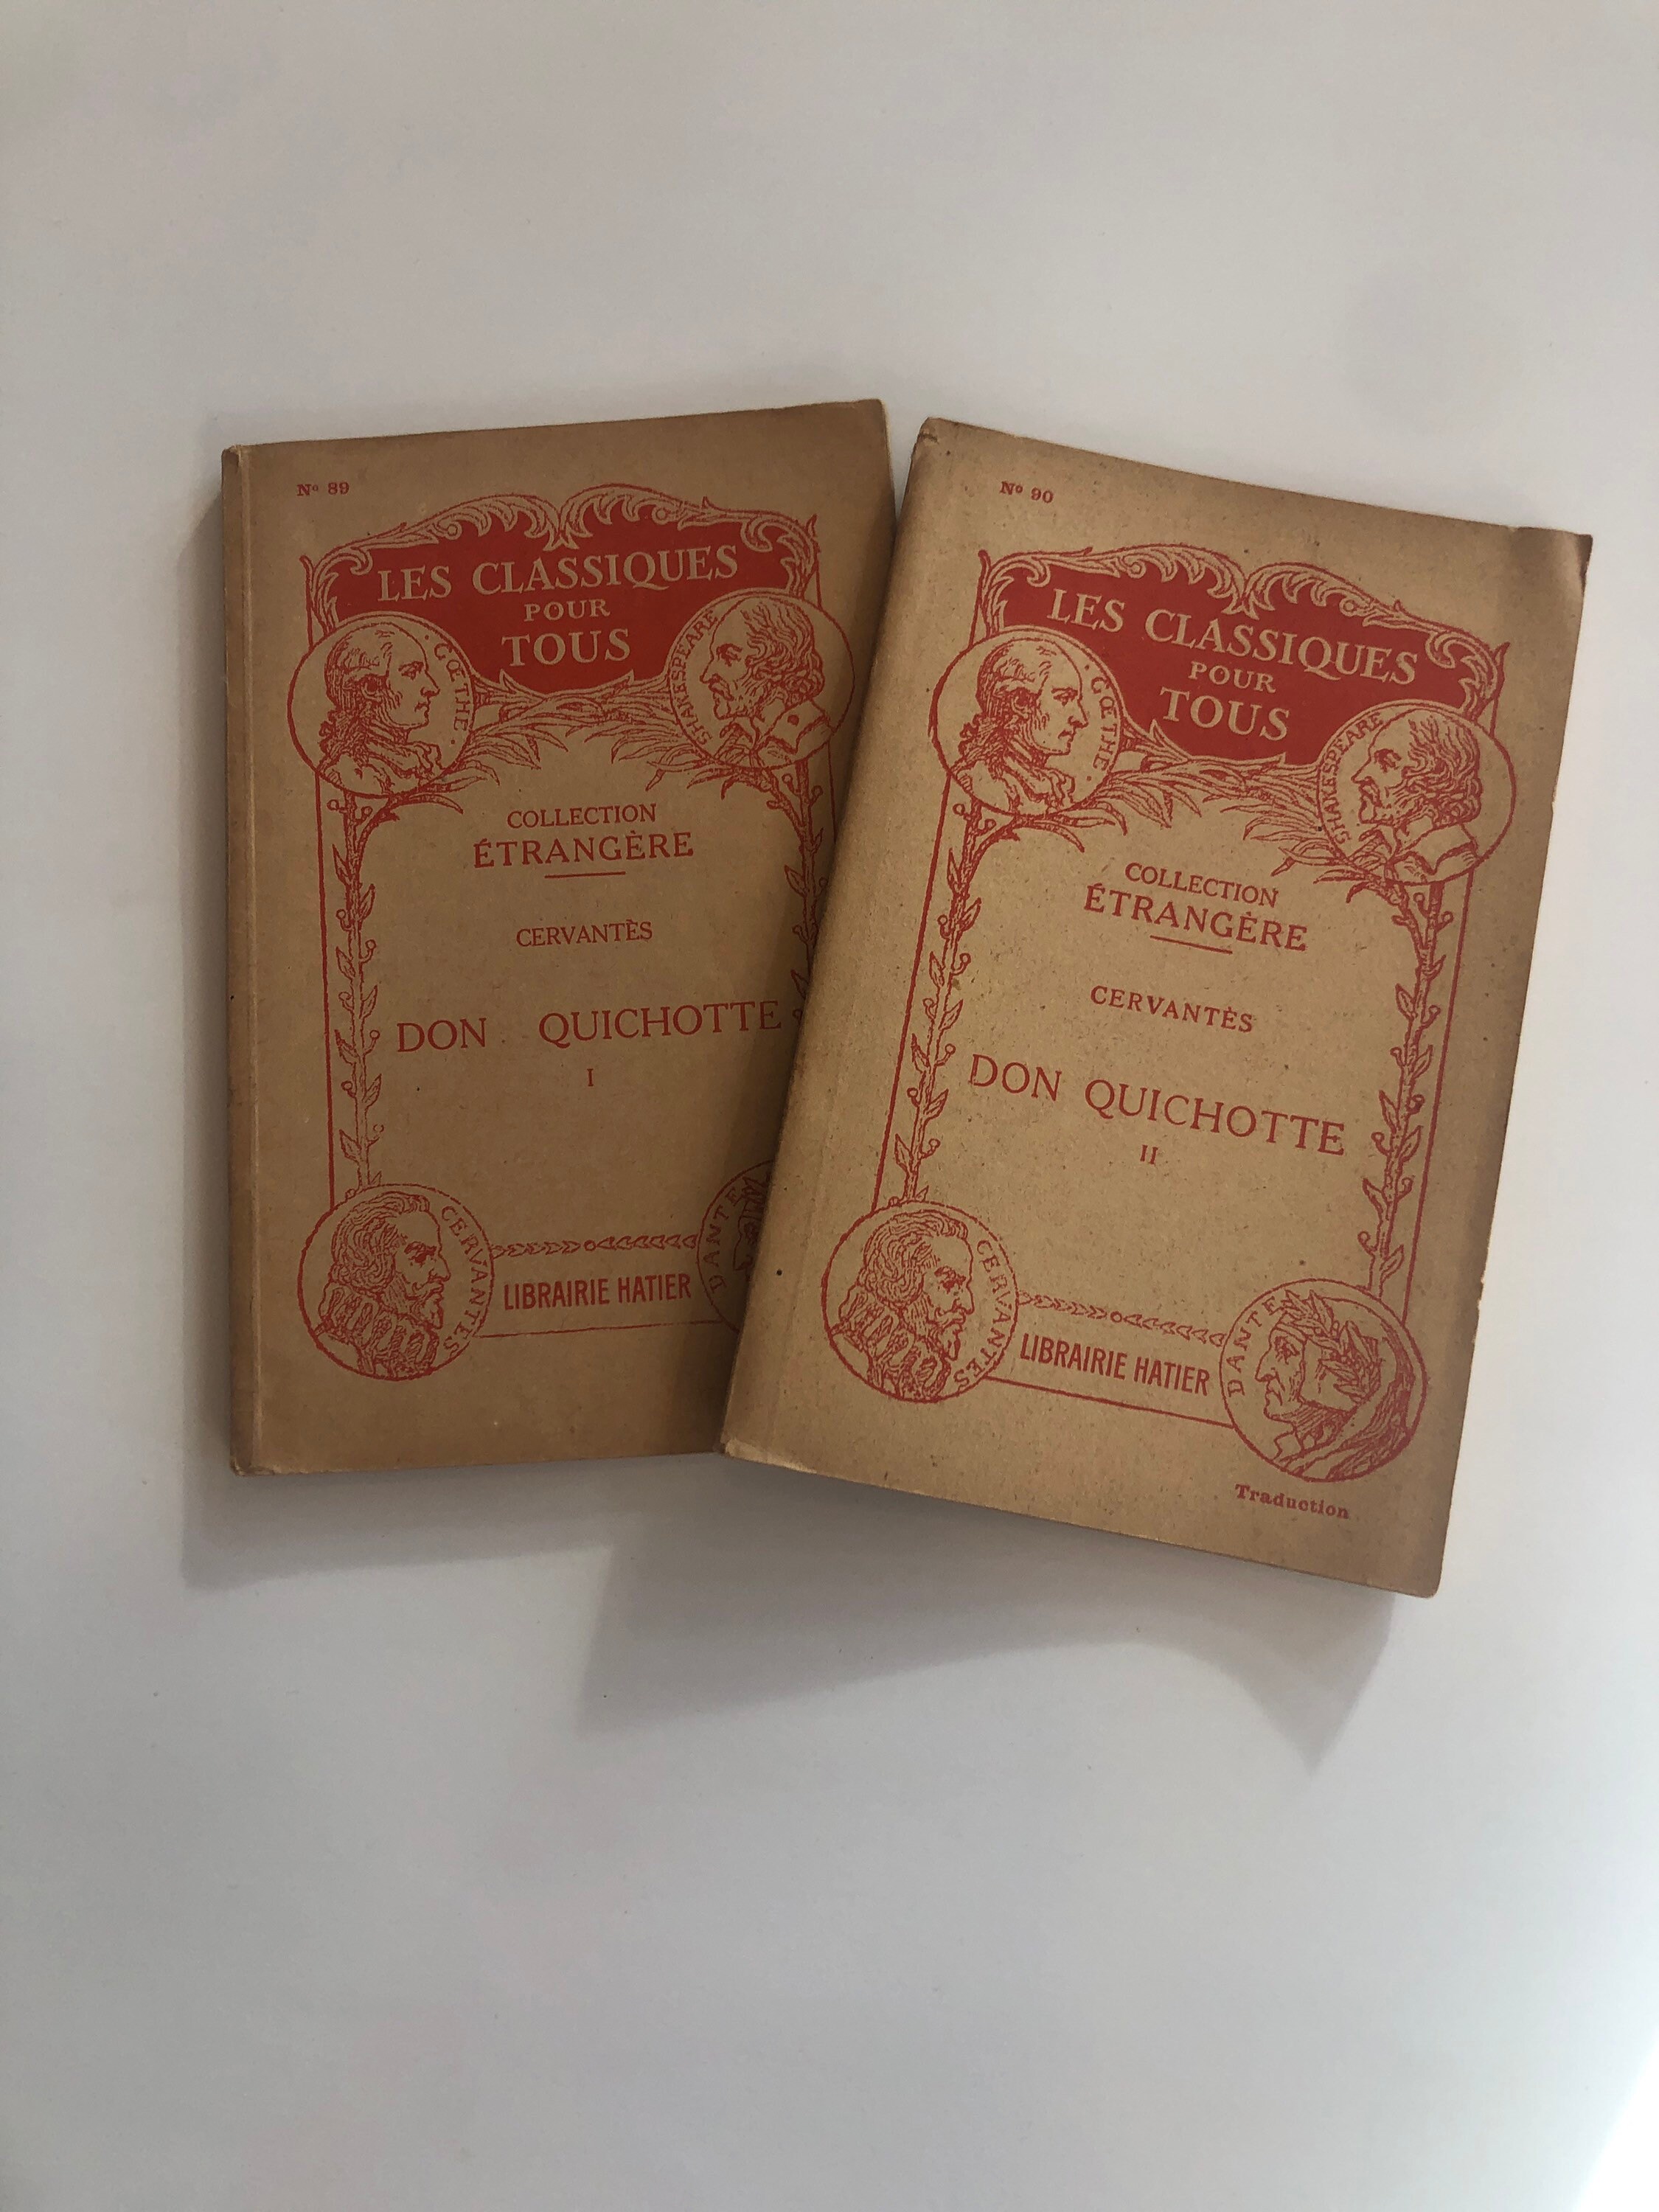 Nº 89
LES CLASSIQUES
POUR
TOUS
· GŒTHE ·
SHAKESPEARE
COLLECTION
ÉTRANGÈRE
CERVANTÈS
DON QUICHOTTE
I
CERVANTES
LIBRAIRIE HATIER
DANTE
Nº 90
LES CLASSIQUES
POUR
TOUS
· GŒTHE ·
SHAKESPEARE
COLLECTION
ÉTRANGÈRE
CERVANTÈS
DON QUICHOTTE
II
CERVANTES
LIBRAIRIE HATIER
DANTE
Traduction